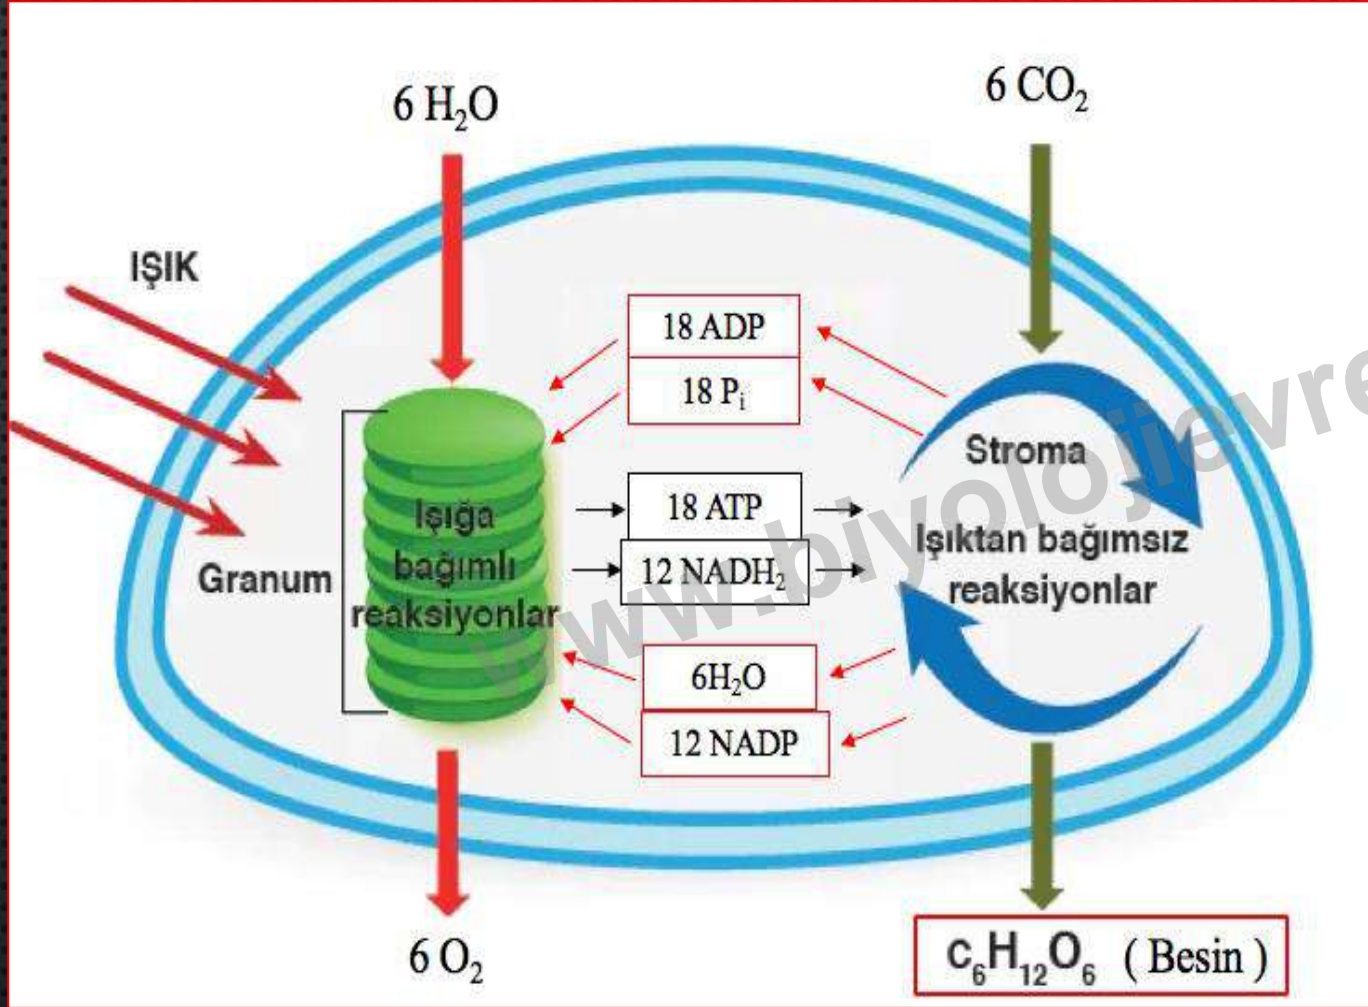 6 H₂O
6 CO₂
IŞIK
18 ADP
18 Pᵢ
18 ATP
12 NADH₂
6H₂O
12 NADP
Granum
Işığa
bağımlı
reaksiyonlar
Stroma
Işıktan bağımsız
reaksiyonlar
6 O₂
C₆H₁₂O₆ ( Besin )
www.biyolojievre